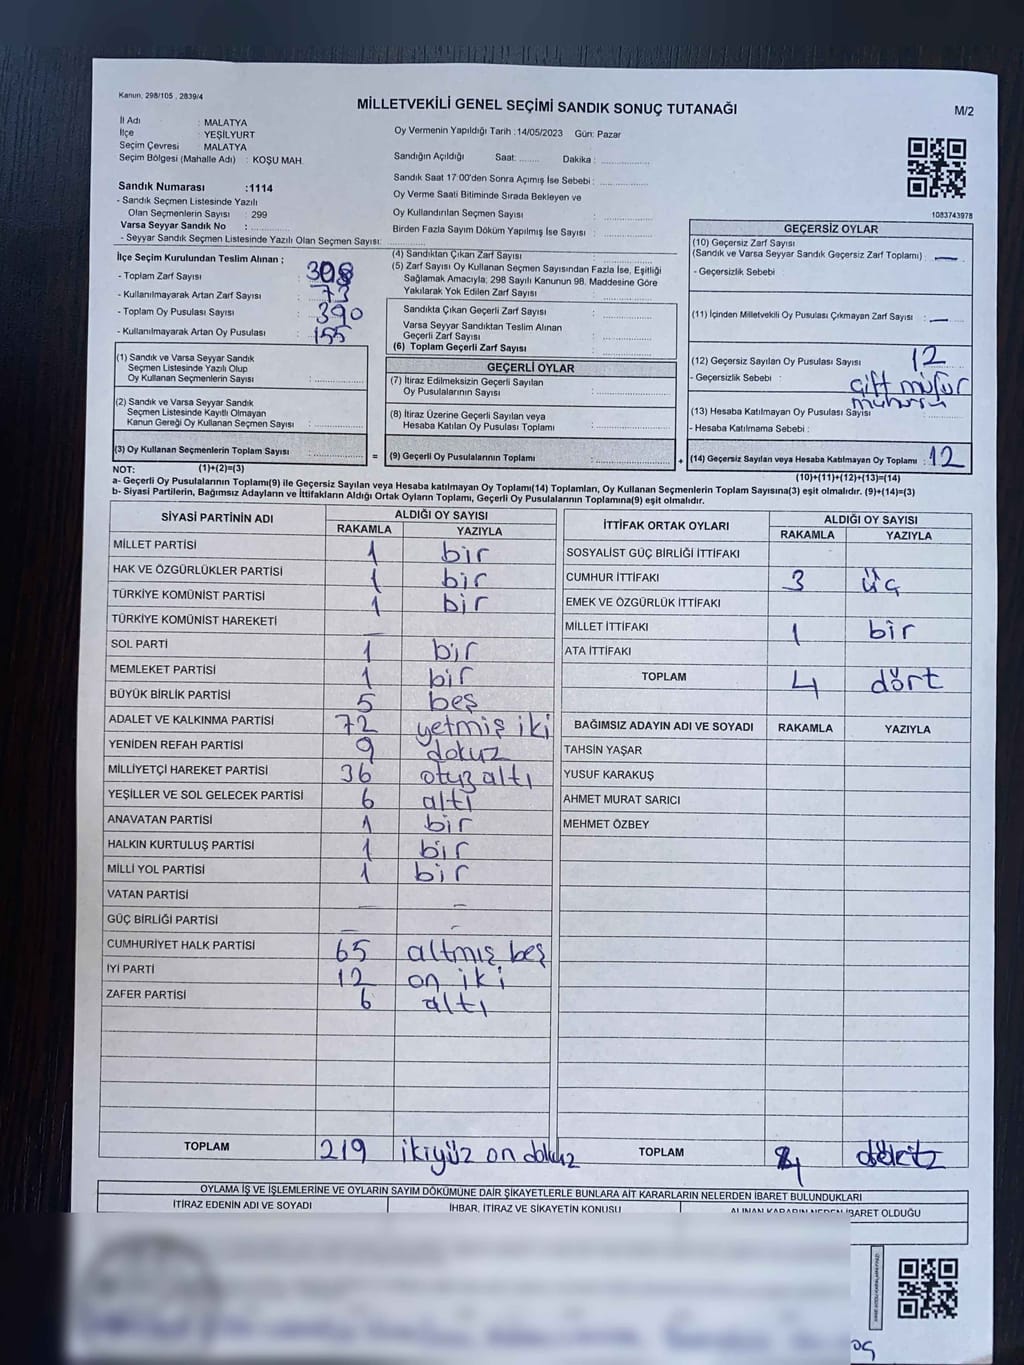 Kanun, 298/105 , 2839/4
MİLLETVEKİLİ GENEL SEÇİMİ SANDIK SONUÇ TUTANAĞI
M/2
İl Adı : MALATYA
İlçe : YEŞİLYURT
Seçim Çevresi : MALATYA
Seçim Bölgesi (Mahalle Adı) : KOŞU MAH.
Sandık Numarası :1114
- Sandık Seçmen Listesinde Yazılı
Olan Seçmenlerin Sayısı : 299
Varsa Seyyar Sandık No :
- Seyyar Sandık Seçmen Listesinde Yazılı Olan Seçmen Sayısı:
Oy Vermenin Yapıldığı Tarih :14/05/2023 Gün: Pazar
Sandığın Açıldığı Saat: Dakika :
Sandık Saat 17:00'den Sonra Açımış İse Sebebi :
Oy Verme Saati Bitiminde Sırada Bekleyen ve
Oy Kullandırılan Seçmen Sayısı :
Birden Fazla Sayım Döküm Yapılmış İse Sayısı :
1083743978
İlçe Seçim Kurulundan Teslim Alınan ;
- Toplam Zarf Sayısı :
- Kullanılmayarak Artan Zarf Sayısı : 73
- Toplam Oy Pusulası Sayısı : 390
- Kullanılmayarak Artan Oy Pusulası : 155
(4) Sandıktan Çıkan Zarf Sayısı :
(5) Zarf Sayısı Oy Kullanan Seçmen Sayısından Fazla İse, Eşitliği
Sağlamak Amacıyla; 298 Sayılı Kanunun 98. Maddesine Göre
Yakılarak Yok Edilen Zarf Sayısı :
Sandıkta Çıkan Geçerli Zarf Sayısı :
Varsa Seyyar Sandıktan Teslim Alınan
Geçerli Zarf Sayısı :
(6) Toplam Geçerli Zarf Sayısı :
GEÇERSİZ OYLAR
(10) Geçersiz Zarf Sayısı
(Sandık ve Varsa Seyyar Sandık Geçersiz Zarf Toplamı) : —
- Geçersizlik Sebebi :
(11) İçinden Milletvekili Oy Pusulası Çıkmayan Zarf Sayısı : —
(12) Geçersiz Sayılan Oy Pusulası Sayısı : 12
- Geçersizlik Sebebi : çift müfür
(13) Hesaba Katılmayan Oy Pusulası Sayısı :
- Hesaba Katılmama Sebebi :
(14) Geçersiz Sayılan veya Hesaba Katılmayan Oy Toplamı : 12
(10)+(11)+(12)+(13)=(14)
(1) Sandık ve Varsa Seyyar Sandık
Seçmen Listesinde Yazılı Olup
Oy Kullanan Seçmenlerin Sayısı :
(2) Sandık ve Varsa Seyyar Sandık
Seçmen Listesinde Kayıtlı Olmayan
Kanun Gereği Oy Kullanan Seçmen Sayısı :
(3) Oy Kullanan Seçmenlerin Toplam Sayısı :
=
GEÇERLİ OYLAR
(7) İtiraz Edilmeksizin Geçerli Sayılan
Oy Pusulalarının Sayısı :
(8) İtiraz Üzerine Geçerli Sayılan veya
Hesaba Katılan Oy Pusulası Toplamı :
(9) Geçerli Oy Pusulalarının Toplamı :
+
NOT: (1)+(2)=(3)
a- Geçerli Oy Pusulalarının Toplamı(9) ile Geçersiz Sayılan veya Hesaba katılmayan Oy Toplamı(14) Toplamları, Oy Kullanan Seçmenlerin Toplam Sayısına(3) eşit olmalıdır. (9)+(14)=(3)
b- Siyasi Partilerin, Bağımsız Adayların ve İttifakların Aldığı Ortak Oyların Toplamı, Geçerli Oy Pusulalarının Toplamına(9) eşit olmalıdır.
SİYASİ PARTİNİN ADI ALDIĞI OY SAYISI
RAKAMLA YAZIYLA
MİLLET PARTİSİ 1 bir
HAK VE ÖZGÜRLÜKLER PARTİSİ 1 bir
TÜRKİYE KOMÜNİST PARTİSİ 1 bir
TÜRKİYE KOMÜNİST HAREKETİ —
SOL PARTİ 1 bir
MEMLEKET PARTİSİ 1 bir
BÜYÜK BİRLİK PARTİSİ 5 beş
ADALET VE KALKINMA PARTİSİ 72 yetmiş iki
YENİDEN REFAH PARTİSİ 9 dokuz
MİLLİYETÇİ HAREKET PARTİSİ 36 otuz altı
YEŞİLLER VE SOL GELECEK PARTİSİ 6 altı
ANAVATAN PARTİSİ 1 bir
HALKIN KURTULUŞ PARTİSİ 1 bir
MİLLİ YOL PARTİSİ 1 bir
VATAN PARTİSİ — –
GÜÇ BİRLİĞİ PARTİSİ — –
CUMHURİYET HALK PARTİSİ 65 altmış beş
İYİ PARTİ 12 on iki
ZAFER PARTİSİ 6 altı
TOPLAM 219 ikiyüz on dokuz
İTTİFAK ORTAK OYLARI ALDIĞI OY SAYISI
RAKAMLA YAZIYLA
SOSYALİST GÜÇ BİRLİĞİ İTTİFAKI
CUMHUR İTTİFAKI 3 üç
EMEK VE ÖZGÜRLÜK İTTİFAKI
MİLLET İTTİFAKI 1 bir
ATA İTTİFAKI
TOPLAM 4 dört
BAĞIMSIZ ADAYIN ADI VE SOYADI RAKAMLA YAZIYLA
TAHSİN YAŞAR
YUSUF KARAKUŞ
AHMET MURAT SARICI
MEHMET ÖZBEY
TOPLAM
OYLAMA İŞ VE İŞLEMLERİNE VE OYLARIN SAYIM DÖKÜMÜNE DAİR ŞİKAYETLERLE BUNLARA AİT KARARLARIN NELERDEN İBARET BULUNDUKLARI
İTİRAZ EDENİN ADI VE SOYADI İHBAR, İTİRAZ VE ŞİKAYETİN KONUSU ALINAN KARARIN NEDEN İBARET OLDUĞU